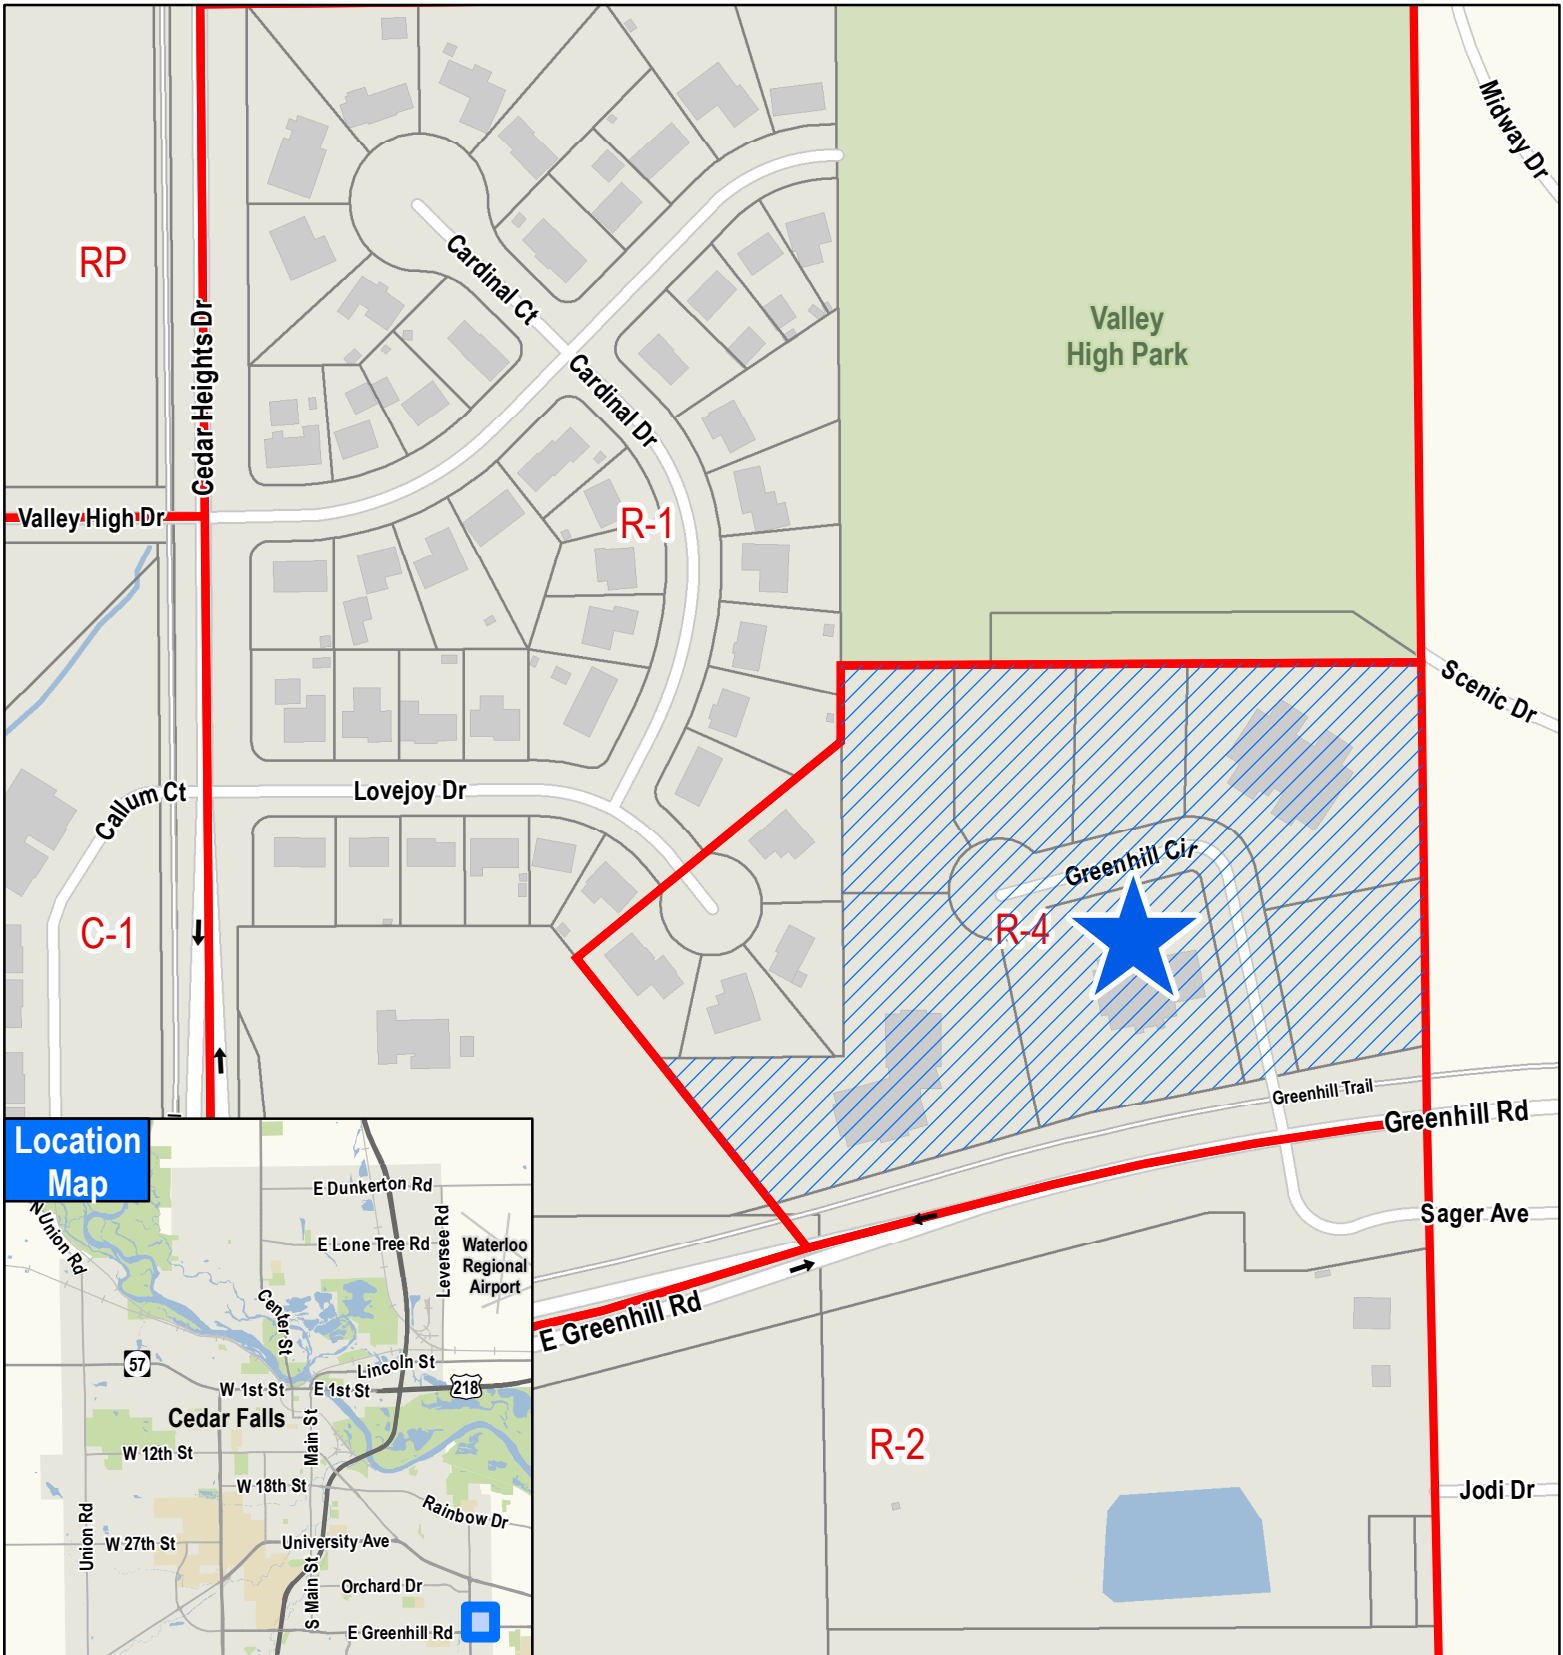 Midway Dr
RP
Cardinal Ct
Cedar Heights Dr
Valley
High Park
Cardinal Dr
Valley High Dr
R-1
Scenic Dr
Callum Ct
Lovejoy Dr
Greenhill Cir
C-1
R-4
Greenhill Trail
Greenhill Rd
Sager Ave
E Greenhill Rd
R-2
Jodi Dr
Location
Map
N Union Rd
E Dunkerton Rd
E Lone Tree Rd
Leversee Rd
Waterloo
Regional
Airport
Center St
57
Lincoln St
W 1st St
E 1st St
218
Cedar Falls
Main St
W 12th St
W 18th St
Rainbow Dr
Union Rd
W 27th St
University Ave
S Main St
Orchard Dr
E Greenhill Rd